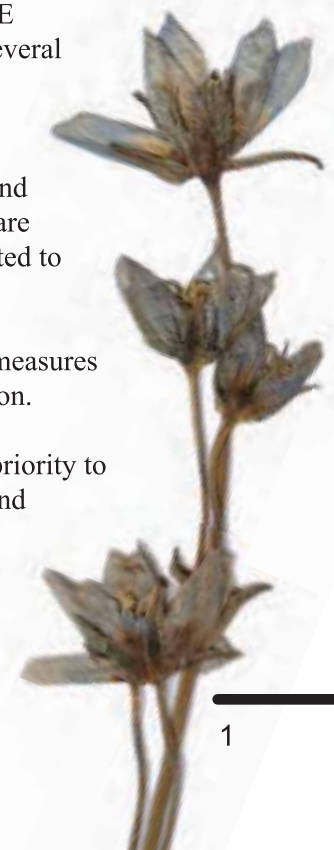 E
everal
nd
are
ted to
measures
on.
priority to
nd
1